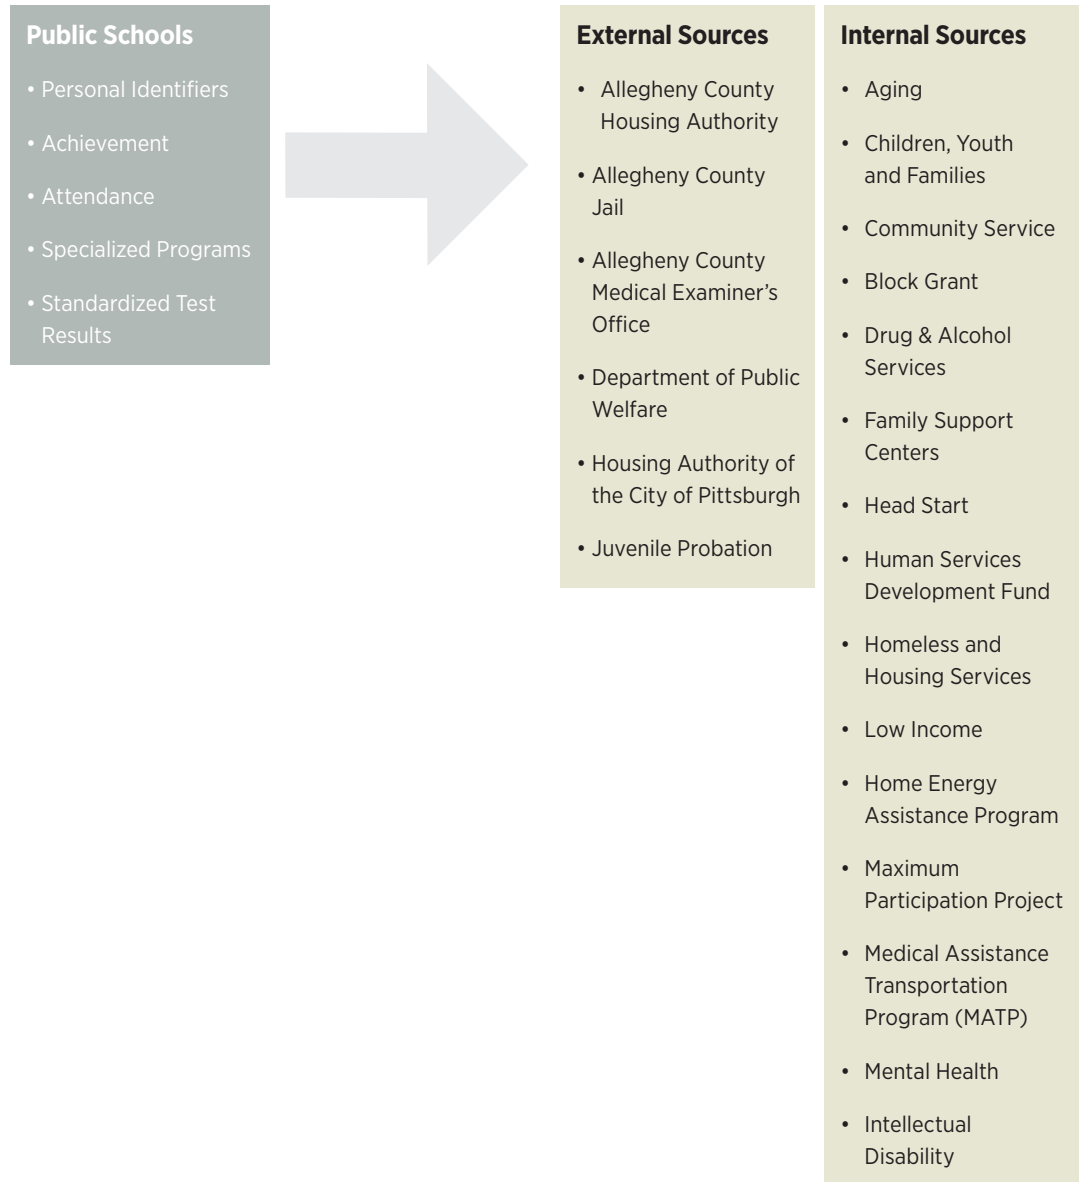 Public Schools
• Personal Identifiers
• Achievement
• Attendance
• Specialized Programs
• Standardized Test
Results
External Sources
• Allegheny County
Housing Authority
• Allegheny County
Jail
• Allegheny County
Medical Examiner’s
Office
• Department of Public
Welfare
• Housing Authority of
the City of Pittsburgh
• Juvenile Probation
Internal Sources
• Aging
• Children, Youth
and Families
• Community Service
• Block Grant
• Drug & Alcohol
Services
• Family Support
Centers
• Head Start
• Human Services
Development Fund
• Homeless and
Housing Services
• Low Income
• Home Energy
Assistance Program
• Maximum
Participation Project
• Medical Assistance
Transportation
Program (MATP)
• Mental Health
• Intellectual
Disability